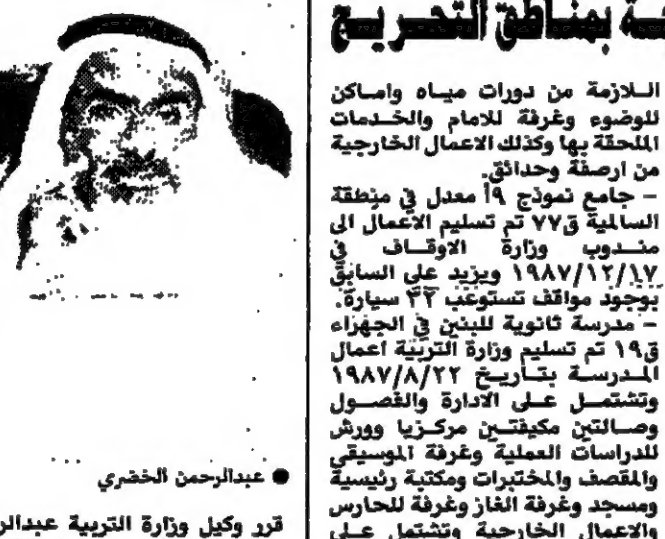 ـة بمناطق التحريج
اللازمة من دورات مياه واماكن
للوضوء وغرفة للامام والخدمات
الملحقة بها وكذلك الاعمال الخارجية
من ارصفة وحدائق.
– جامع نموذج ٩أ معدل في منطقة
السالمية ق٧٧ تم تسليم الاعمال الى
مندوب وزارة الاوقاف في
١٩٨٧/١٢/١٧ ويزيد على السابق
بوجود مواقف تستوعب ٣٢ سيارة.
– مدرسة ثانوية للبنين في الجهراء
ق١٩ تم تسليم وزارة التربية اعمال
المدرسة بتاريخ ١٩٨٧/٨/٢٢
وتشتمل على الادارة والفصول
وصالتين مكيفتين مركزيا وورش
للدراسات العملية وغرفة الموسيقى
والمقصف والمختبرات ومكتبة رئيسية
ومسجد وغرفة الغاز وغرفة للحارس
والاعمال الخارجية وتشتمل على
● عبدالرحمن الخضري
قرر وكيل وزارة التربية عبدالر